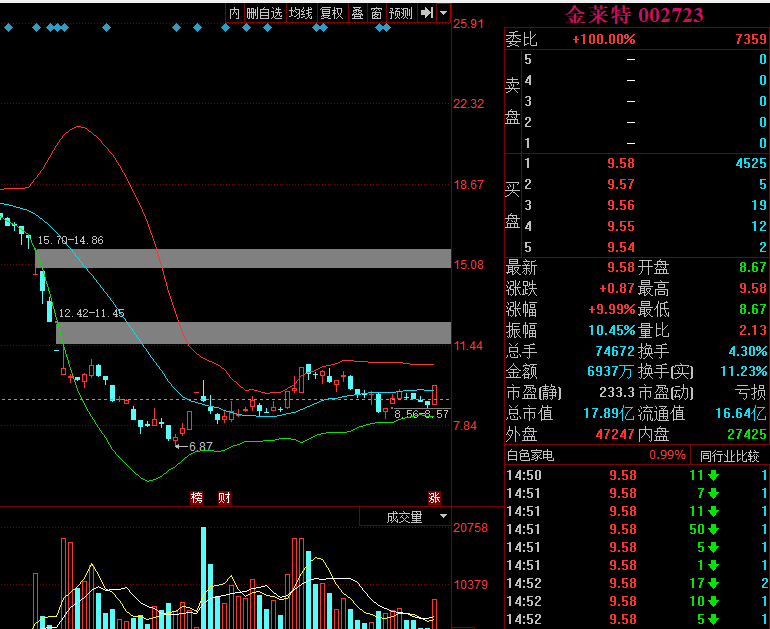 内 删自选 均线 复权 叠 窗 预测
25.91
22.32
18.67
15.08
11.44
7.84
15.70-14.86
12.42-11.45
8.56-8.57
6.87
榜 财 涨
成交量
20758
10379
金莱特 002723
委比 +100.00% 7359
卖盘
5 – 0
4 – 0
3 – 0
2 – 0
1 – 0
买盘
1 9.58 4525
2 9.57 5
3 9.56 19
4 9.55 12
5 9.54 2
最新 9.58 开盘 8.67
涨跌 +0.87 最高 9.58
涨幅 +9.99% 最低 8.67
振幅 10.45% 量比 2.13
总手 74672 换手 4.30%
金额 6937万 换手(实) 11.23%
市盈(静) 233.3 市盈(动) 亏损
总市值 17.89亿 流通值 16.64亿
外盘 47247 内盘 27425
白色家电 0.99% 同行业比较
14:50 9.58 11 1
14:51 9.58 7 1
14:51 9.58 11 1
14:51 9.58 50 1
14:51 9.58 5 1
14:51 9.58 1 1
14:52 9.58 17 2
14:52 9.58 10 1
14:52 9.58 5 1